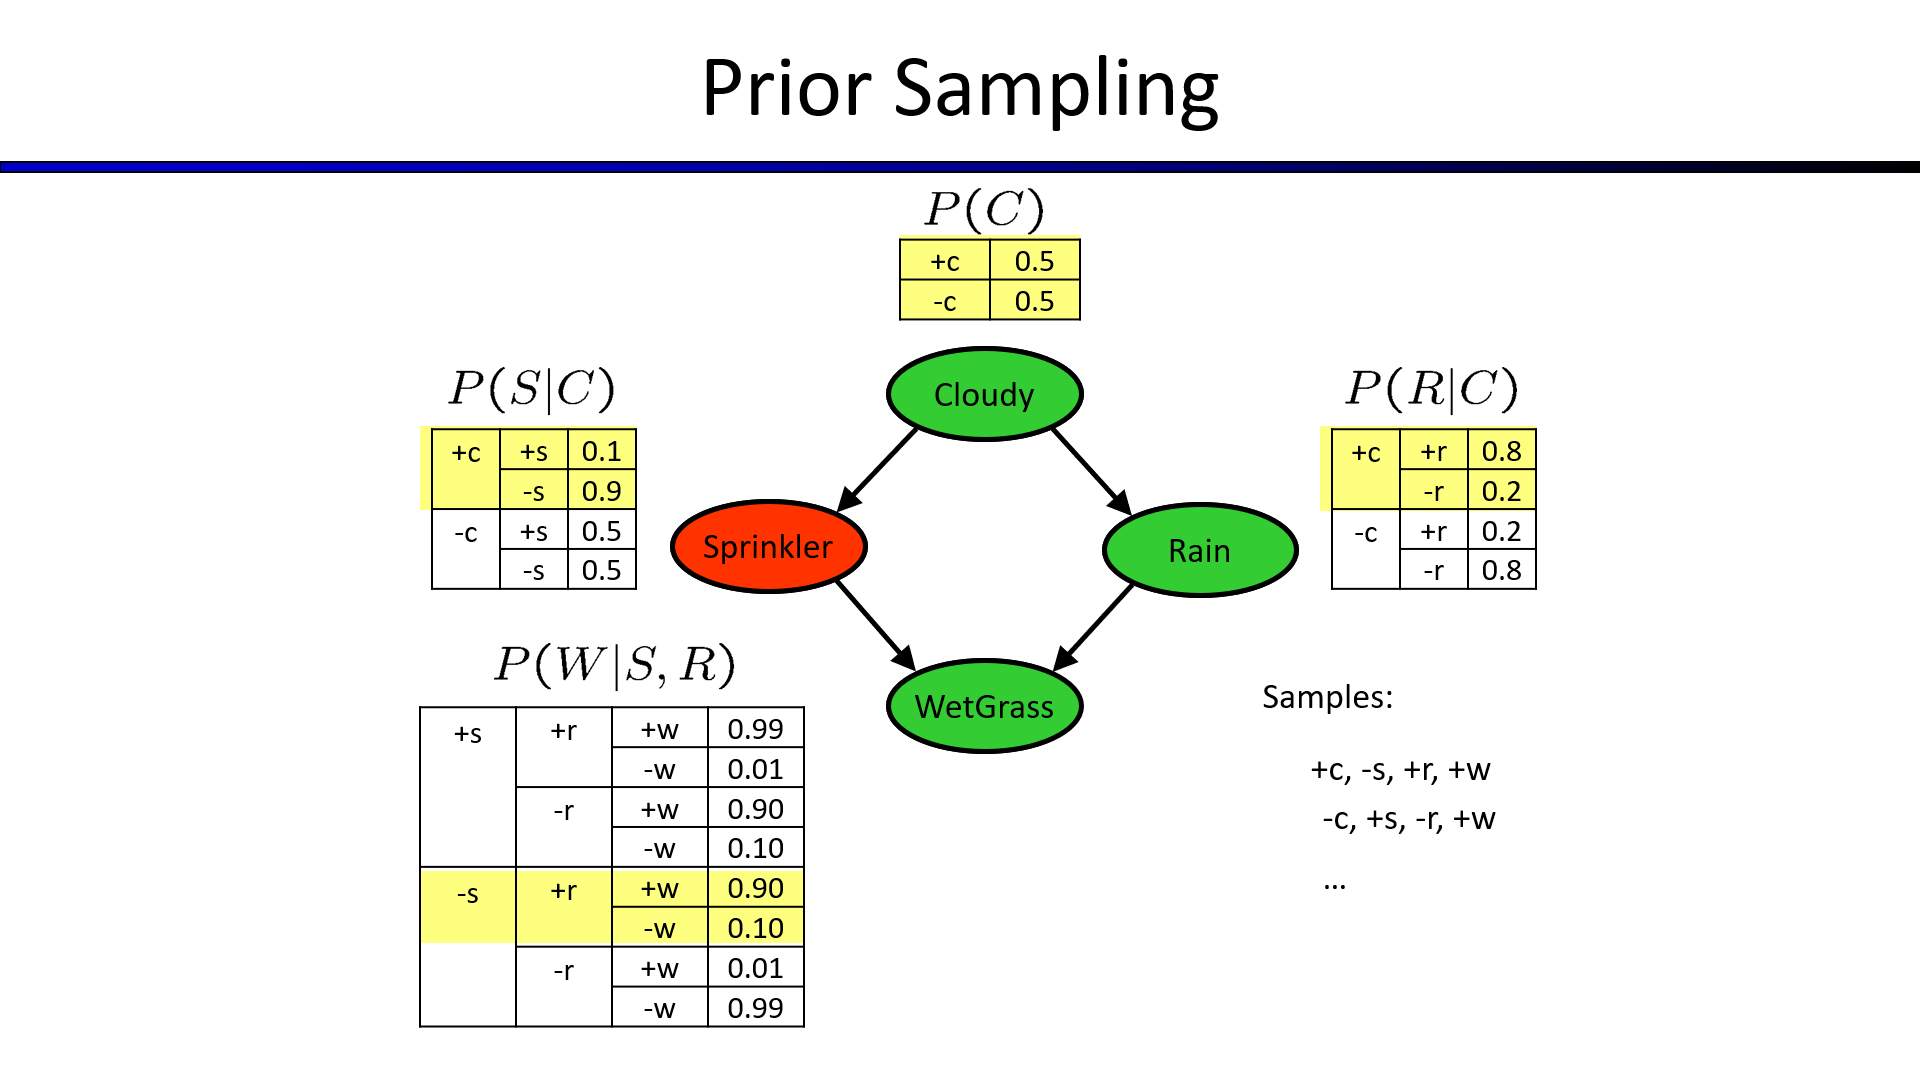 Prior Sampling
P(C)
+c 0.5
-c 0.5
P(S|C)
+c +s 0.1
-s 0.9
-c +s 0.5
-s 0.5
Cloudy
P(R|C)
+c +r 0.8
-r 0.2
-c +r 0.2
-r 0.8
Sprinkler
Rain
WetGrass
P(W|S, R)
+s +r +w 0.99
-w 0.01
-r +w 0.90
-w 0.10
-s +r +w 0.90
-w 0.10
-r +w 0.01
-w 0.99
Samples:
+c, -s, +r, +w
-c, +s, -r, +w
...